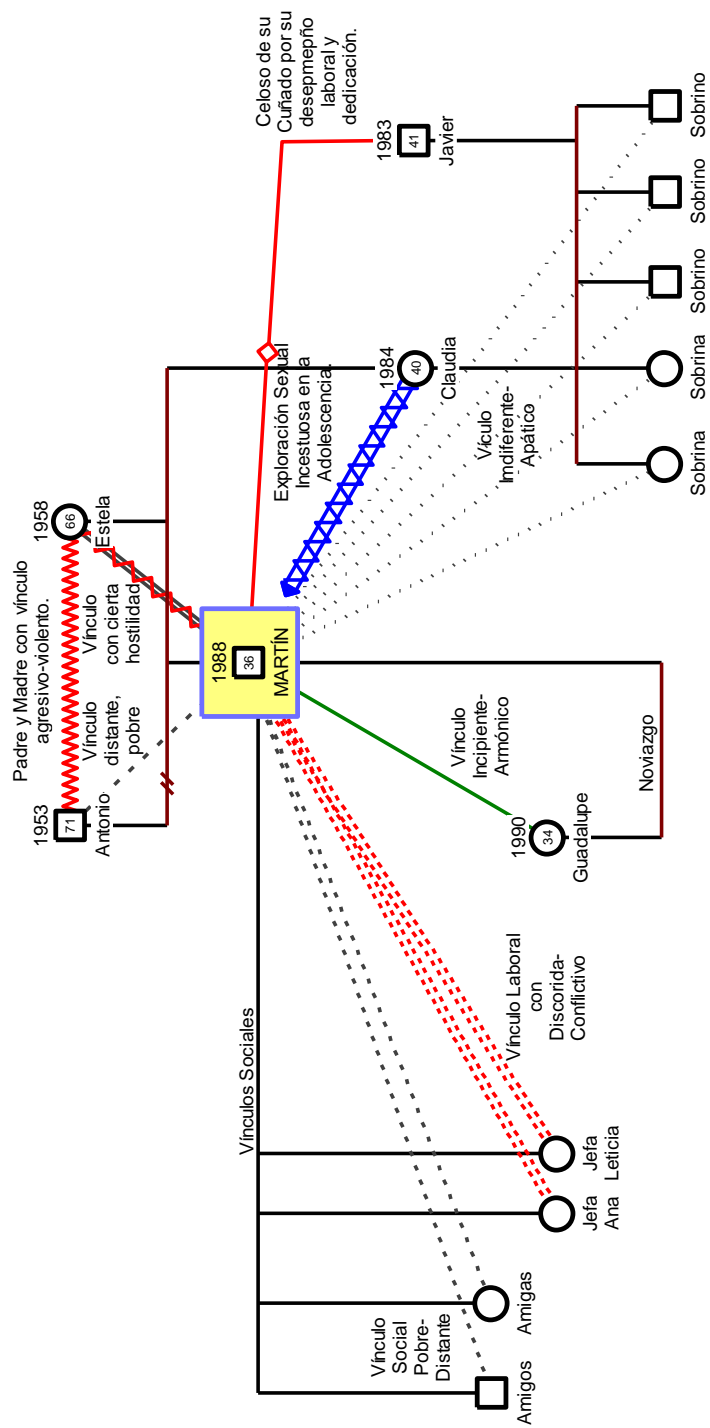 Padre y Madre con vínculo
agresivo-violento.
1953
71
Antonio
Vínculo
distante,
pobre
Vínculo
con cierta
hostilidad
1958
66
Estela
1988
36
MARTÍN
Vínculos Sociales
Celoso de su
Cuñado por su
desepmepño
laboral y
dedicación.
Exploración Sexual
Incestuosa en la
Adolescencia.
1984
40
Claudia
1983
41
Javier
Vículo
Imdiferente-
Apático
Vínculo
Incipiente-
Armónico
1990
34
Guadalupe
Noviazgo
Vínculo Laboral
con
Discorida-
Conflictivo
Vínculo
Social
Pobre-
Distante
Amigos
Amigas
Jefa
Ana
Jefa
Leticia
Sobrina
Sobrina
Sobrino
Sobrino
Sobrino